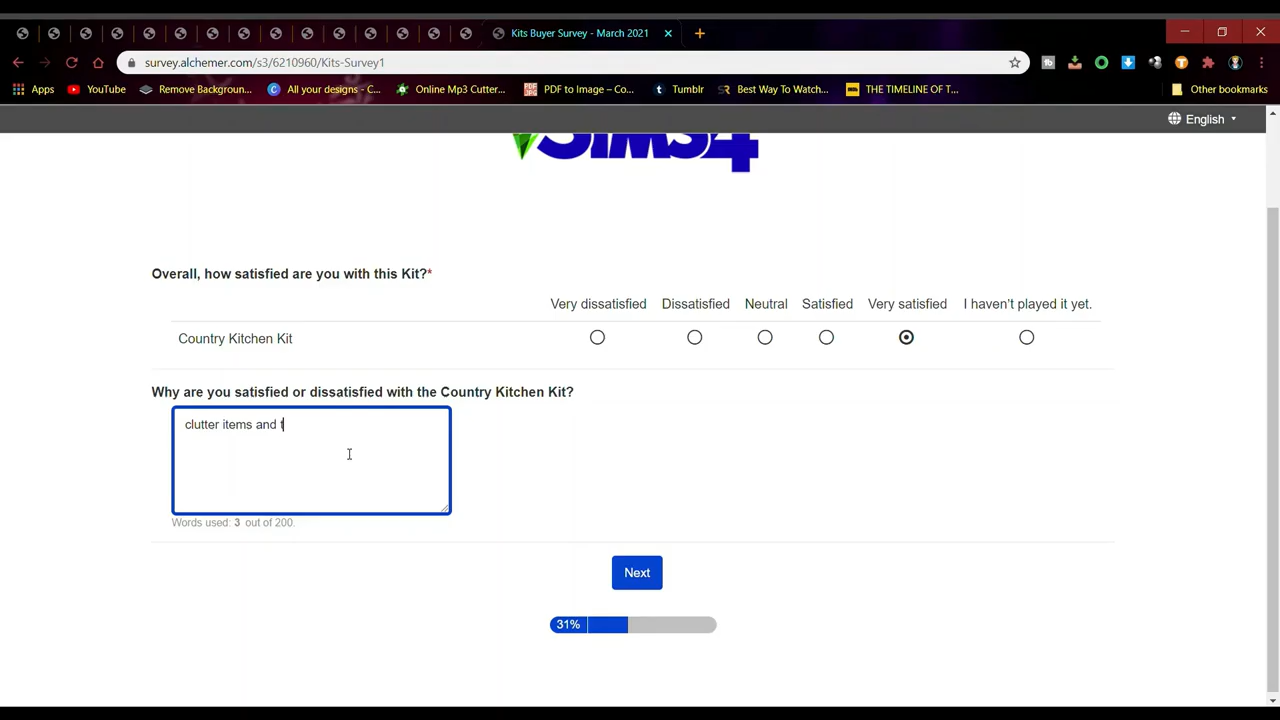 Kits Buyer Survey - March 2021
survey.alchemer.com/s3/6210960/Kits-Survey1
Apps YouTube Remove Backgroun... All your designs - C... Online Mp3 Cutter... PDF to Image – Co... Tumblr Best Way To Watch... THE TIMELINE OF T... Other bookmarks
English
SIMS4
Overall, how satisfied are you with this Kit?*
Very dissatisfied Dissatisfied Neutral Satisfied Very satisfied I haven't played it yet.
Country Kitchen Kit
Why are you satisfied or dissatisfied with the Country Kitchen Kit?
clutter items and t
Words used: 3 out of 200.
Next
31%